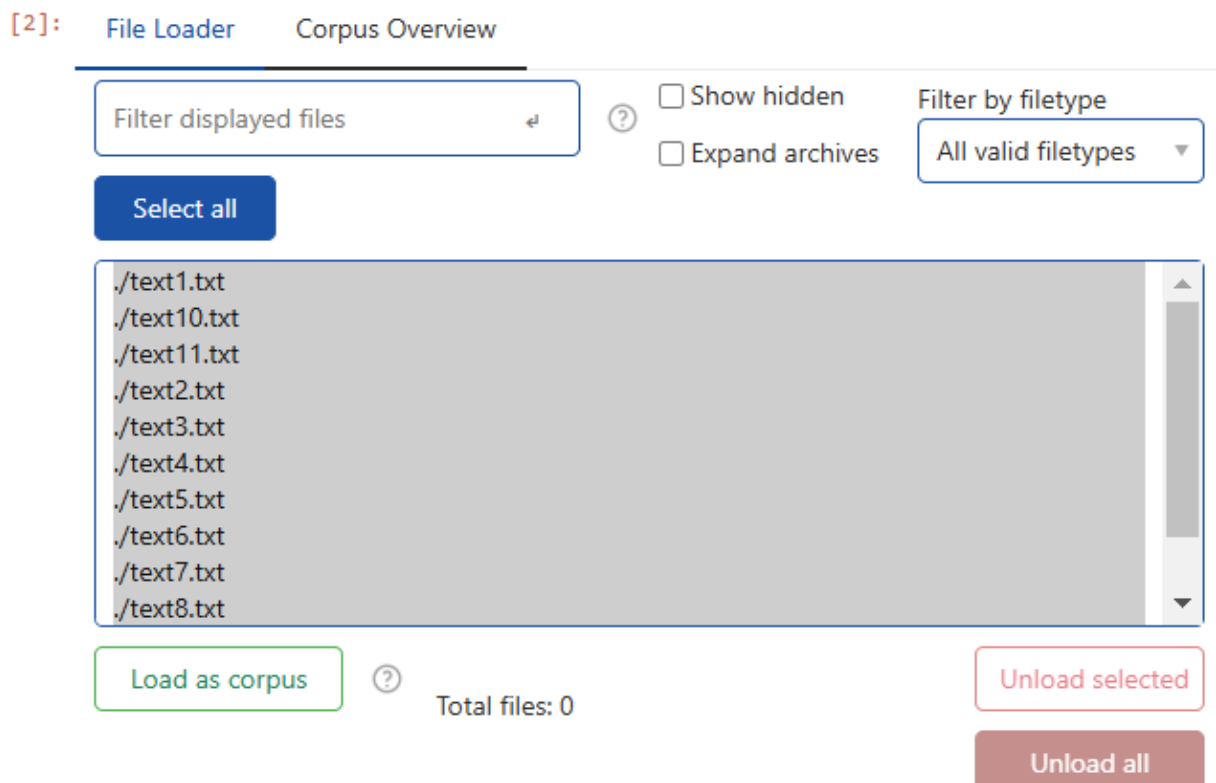 [2]:
File Loader Corpus Overview
Filter displayed files
Show hidden
Expand archives
Filter by filetype
All valid filetypes
Select all
./text1.txt
./text10.txt
./text11.txt
./text2.txt
./text3.txt
./text4.txt
./text5.txt
./text6.txt
./text7.txt
./text8.txt
Load as corpus
Total files: 0
Unload selected
Unload all